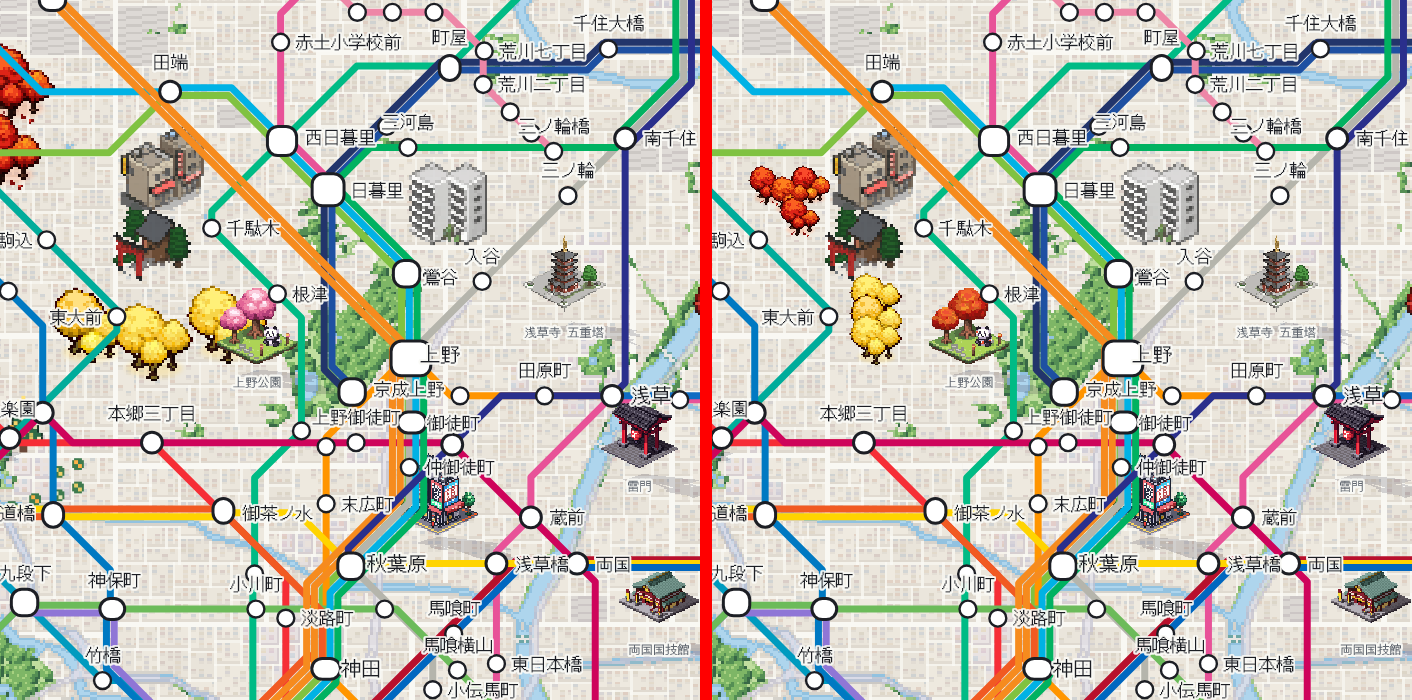 千住大橋
赤土小学校前
町屋
荒川七丁目
田端
荒川二丁目
三河島
三ノ輪橋
西日暮里
南千住
三ノ輪
日暮里
千駄木
駒込
入谷
鶯谷
根津
東大前
浅草寺 五重塔
上野
田原町
上野公園
京成上野
浅草
楽園
本郷三丁目
上野御徒町
御徒町
仲御徒町
雷門
末広町
道橋
御茶ノ水
蔵前
秋葉原
浅草橋
両国
九段下
神保町
小川町
馬喰町
淡路町
馬喰横山
両国国技館
竹橋
神田
東日本橋
小伝馬町
千住大橋
赤土小学校前
町屋
荒川七丁目
田端
荒川二丁目
三河島
三ノ輪橋
西日暮里
南千住
三ノ輪
日暮里
千駄木
駒込
入谷
鶯谷
根津
東大前
浅草寺 五重塔
上野
田原町
上野公園
京成上野
浅草
楽園
本郷三丁目
上野御徒町
御徒町
仲御徒町
雷門
末広町
道橋
御茶ノ水
蔵前
秋葉原
浅草橋
両国
九段下
神保町
小川町
馬喰町
淡路町
馬喰横山
両国国技館
竹橋
神田
東日本橋
小伝馬町